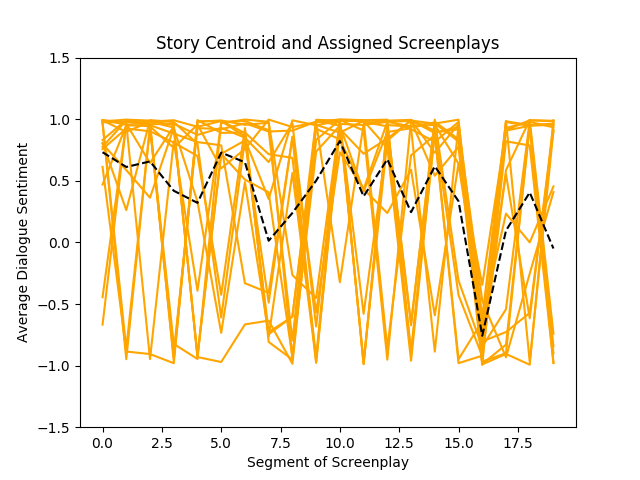 Story Centroid and Assigned Screenplays
Average Dialogue Sentiment
1.5
1.0
0.5
0.0
−0.5
−1.0
−1.5
0.0 2.5 5.0 7.5 10.0 12.5 15.0 17.5
Segment of Screenplay